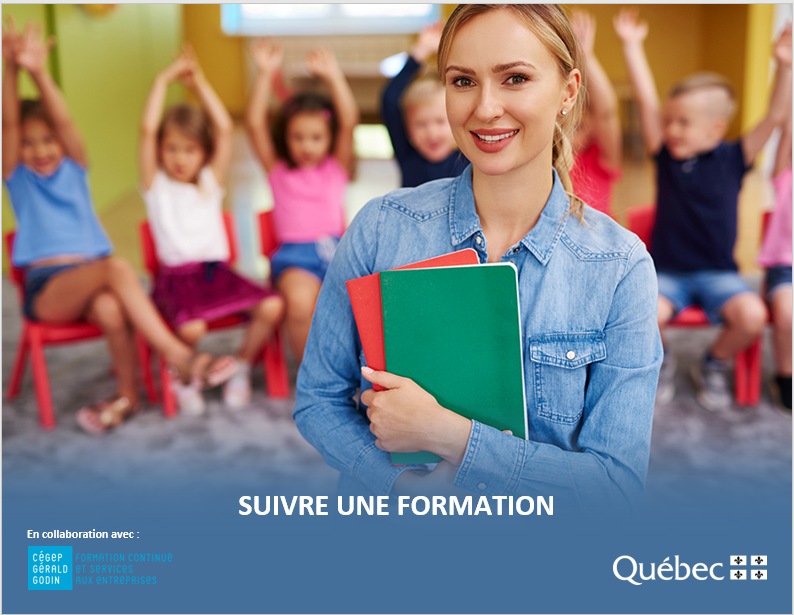 SUIVRE UNE FORMATION
En collaboration avec :
CÉGEP
GÉRALD
GODIN
FORMATION CONTINUE
ET SERVICES
AUX ENTREPRISES
Québec